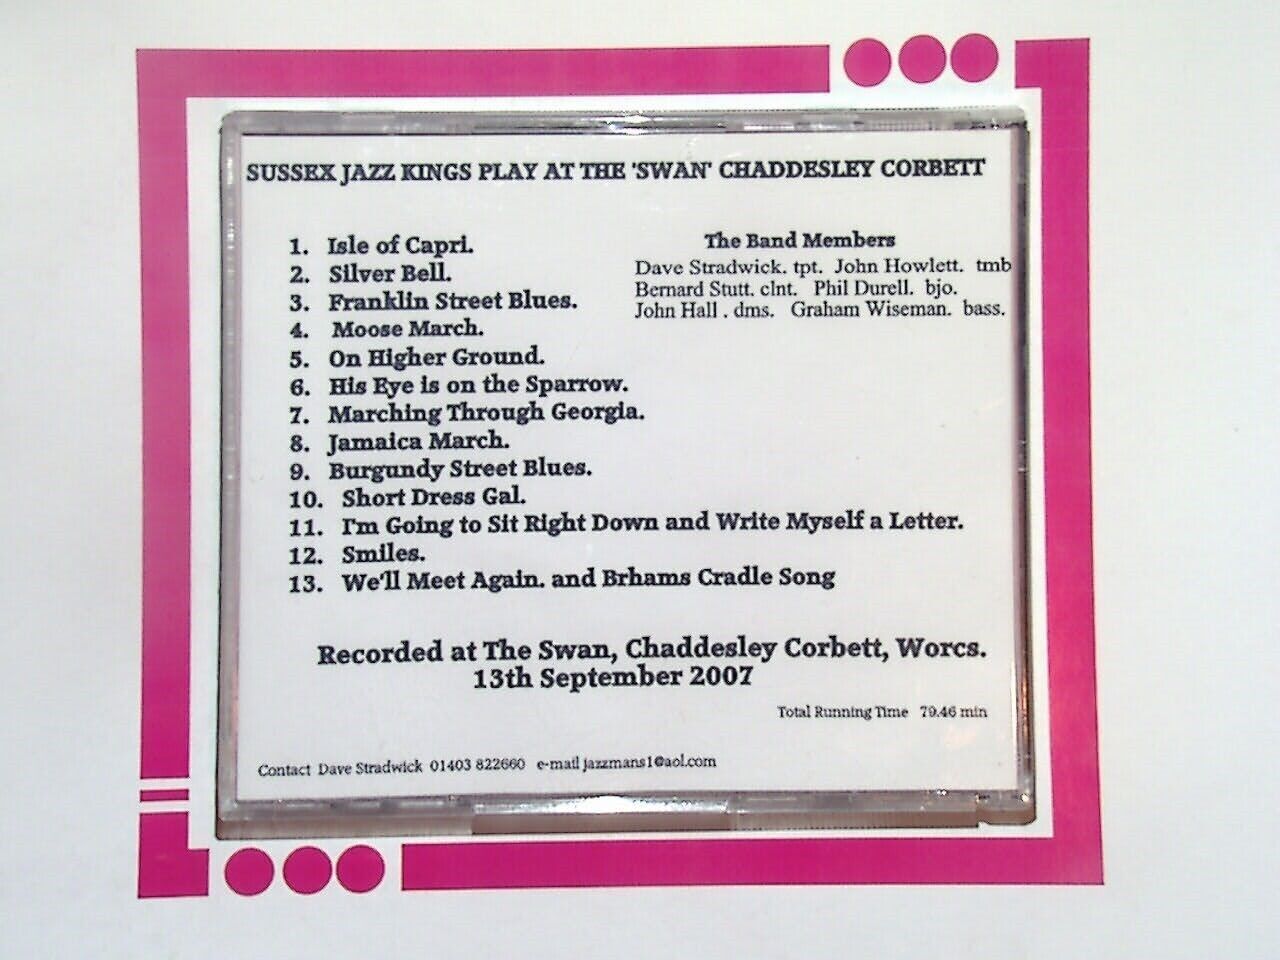 SUSSEX JAZZ KINGS PLAY AT THE 'SWAN' CHADDESLEY CORBETT
1. Isle of Capri.
2. Silver Bell.
3. Franklin Street Blues.
4. Moose March.
5. On Higher Ground.
6. His Eye is on the Sparrow.
7. Marching Through Georgia.
8. Jamaica March.
9. Burgundy Street Blues.
10. Short Dress Gal.
11. I'm Going to Sit Right Down and Write Myself a Letter.
12. Smiles.
13. We'll Meet Again. and Brhams Cradle Song
The Band Members
Dave Stradwick. tpt. John Howlett. tmb
Bernard Stutt. clnt. Phil Durell. bjo.
John Hall . dms. Graham Wiseman. bass.
Recorded at The Swan, Chaddesley Corbett, Worcs.
13th September 2007
Total Running Time 79.46 min
Contact Dave Stradwick 01403 822660 e-mail jazzmans1@aol.com